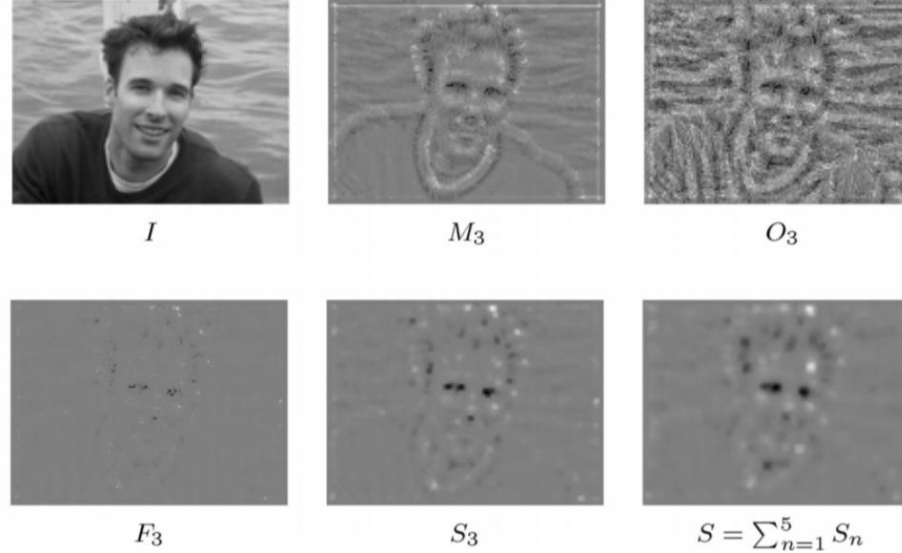 I
M₃
O₃
F₃
S₃
S = ∑⁵ₙ₌₁ Sₙ